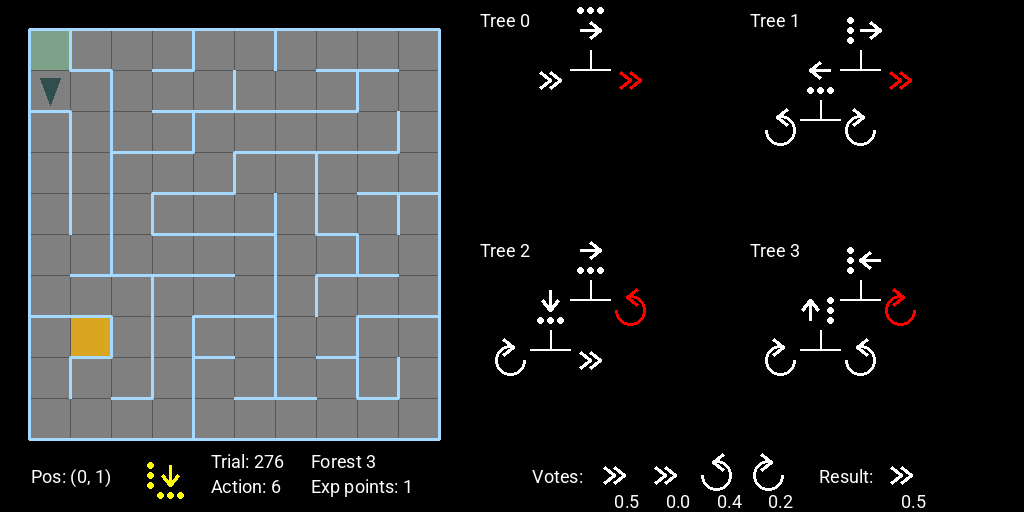 Tree 0
Tree 1
Tree 2
Tree 3
Pos: (0, 1)
Trial: 276
Forest 3
Action: 6
Exp points: 1
Votes:
0.5
0.0
0.4
0.2
Result:
0.5